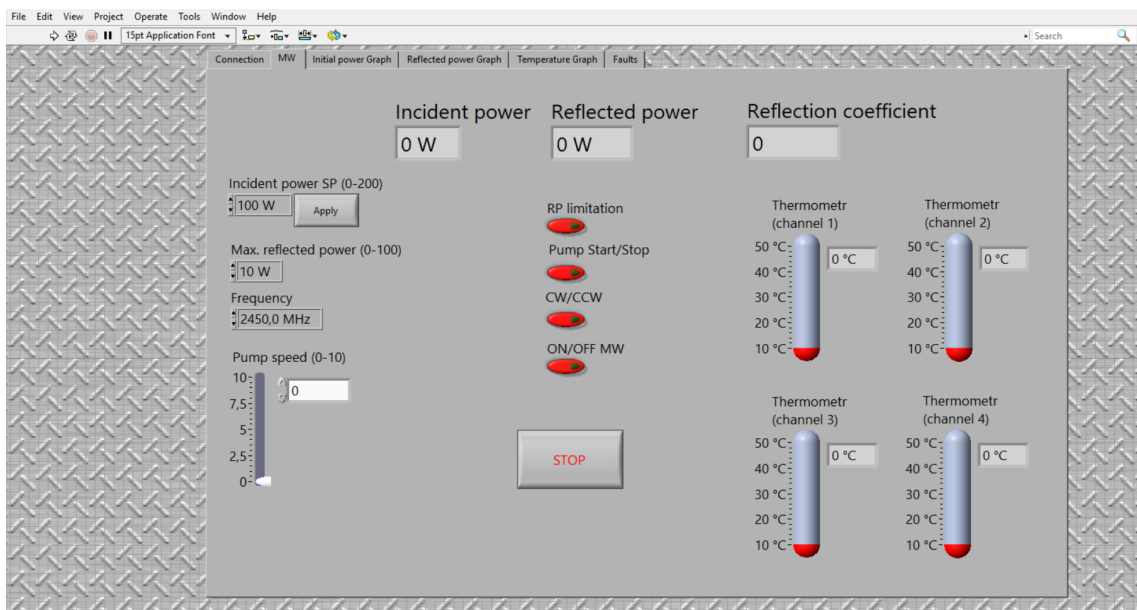 File Edit View Project Operate Tools Window Help
15pt Application Font
Search
Connection MW Initial power Graph Reflected power Graph Temperature Graph Faults
Incident power Reflected power Reflection coefficient
0 W 0 W 0
Incident power SP (0-200)
100 W Apply
Max. reflected power (0-100)
10 W
Frequency
2450,0 MHz
Pump speed (0-10)
10
7,5
5
2,5
0
0
RP limitation
Pump Start/Stop
CW/CCW
ON/OFF MW
STOP
Thermometr
(channel 1)
50 °C
40 °C
30 °C
20 °C
10 °C
0 °C
Thermometr
(channel 2)
50 °C
40 °C
30 °C
20 °C
10 °C
0 °C
Thermometr
(channel 3)
50 °C
40 °C
30 °C
20 °C
10 °C
0 °C
Thermometr
(channel 4)
50 °C
40 °C
30 °C
20 °C
10 °C
0 °C